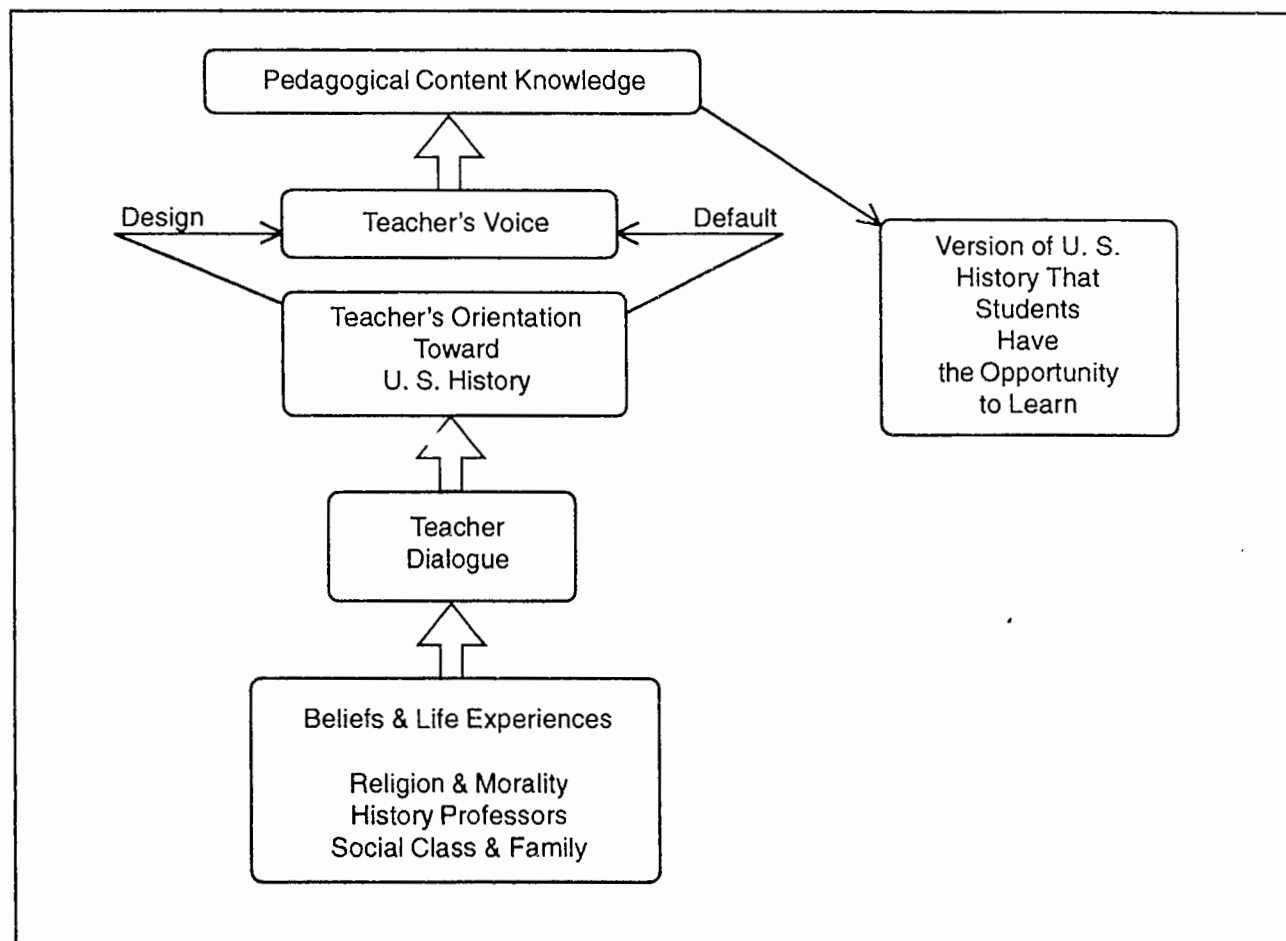 Pedagogical Content Knowledge
Design
Teacher's Voice
Default
Teacher's Orientation
Toward
U. S. History
Version of U. S.
History That
Students
Have
the Opportunity
to Learn
Teacher
Dialogue
Beliefs & Life Experiences
Religion & Morality
History Professors
Social Class & Family